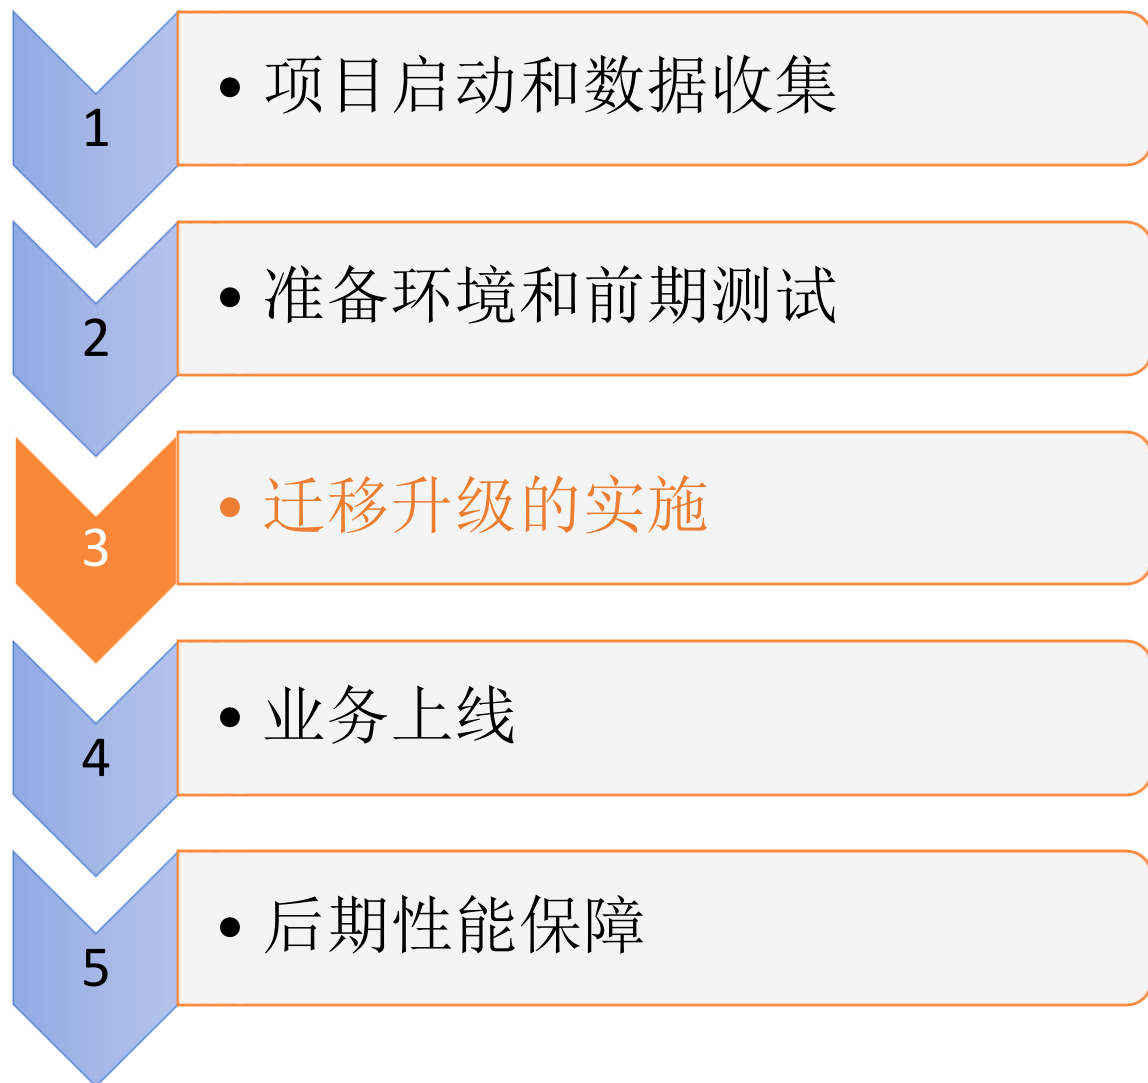 1
• 项目启动和数据收集
2
• 准备环境和前期测试
3
• 迁移升级的实施
4
• 业务上线
5
• 后期性能保障